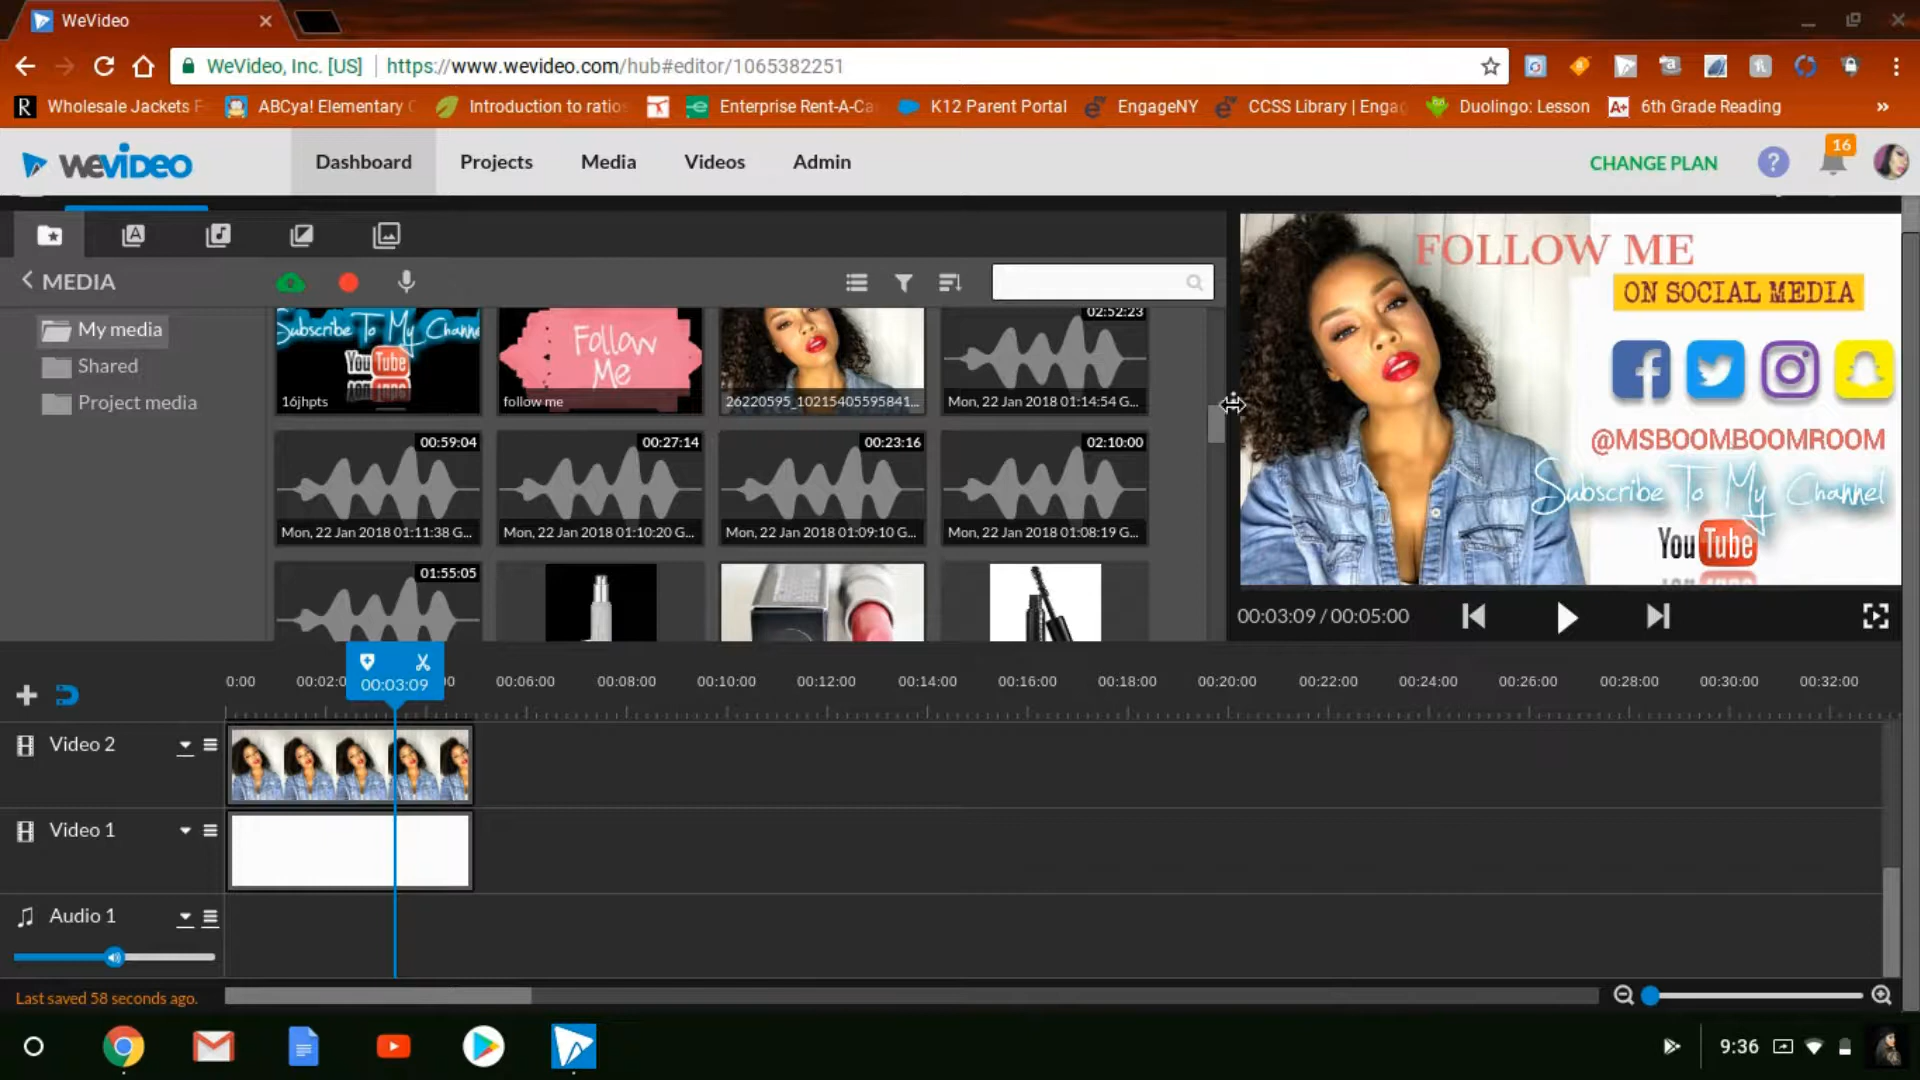 WeVideo
WeVideo, Inc. [US]
https://www.wevideo.com/hub#editor/1065382251
Wholesale Jackets F
ABCya! Elementary
Introduction to ratio
Enterprise Rent-A-Ca
K12 Parent Portal
EngageNY
CCSS Library | Enga
Duolingo: Lesson
A+
6th Grade Reading
»
WEVIDEO
Dashboard
Projects
Media
Videos
Admin
CHANGE PLAN
?
16
MEDIA
My media
Shared
Project media
Subscribe To My Channel
YouTube
16jhpts
Follow Me
follow me
26220595_10215405595841...
02:52:23
Mon, 22 Jan 2018 01:14:54 G...
00:59:04
Mon, 22 Jan 2018 01:11:38 G...
00:27:14
Mon, 22 Jan 2018 01:10:20 G...
00:23:16
Mon, 22 Jan 2018 01:09:10 G...
02:10:00
Mon, 22 Jan 2018 01:08:19 G...
01:55:05
FOLLOW ME
ON SOCIAL MEDIA
@MSBOOMBOOMROOM
Subscribe To My Channel
YouTube
00:03:09 / 00:05:00
00:03:09
0:00
00:02:0
00:06:00
00:08:00
00:10:00
00:12:00
00:14:00
00:16:00
00:18:00
00:20:00
00:22:00
00:24:00
00:26:00
00:28:00
00:30:00
00:32:00
Video 2
Video 1
Audio 1
Last saved 58 seconds ago.
9:36